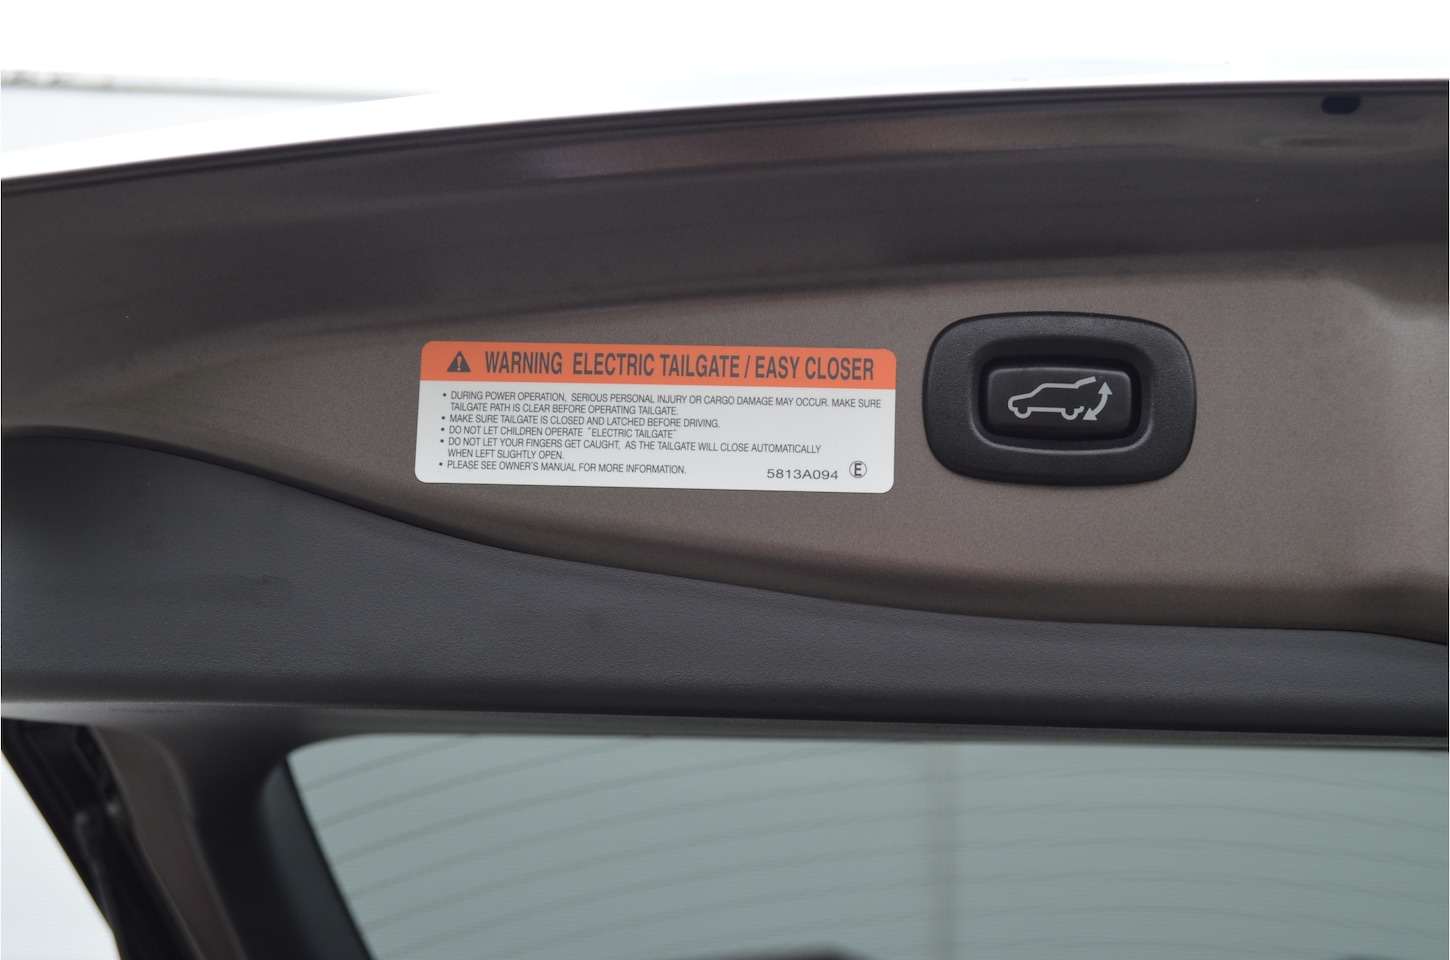 WARNING ELECTRIC TAILGATE / EASY CLOSER
• DURING POWER OPERATION, SERIOUS PERSONAL INJURY OR CARGO DAMAGE MAY OCCUR. MAKE SURE
TAILGATE PATH IS CLEAR BEFORE OPERATING TAILGATE.
• MAKE SURE TAILGATE IS CLOSED AND LATCHED BEFORE DRIVING.
• DO NOT LET CHILDREN OPERATE "ELECTRIC TAILGATE"
• DO NOT LET YOUR FINGERS GET CAUGHT, AS THE TAILGATE WILL CLOSE AUTOMATICALLY
WHEN LEFT SLIGHTLY OPEN.
• PLEASE SEE OWNER'S MANUAL FOR MORE INFORMATION.
5813A094 Ⓔ